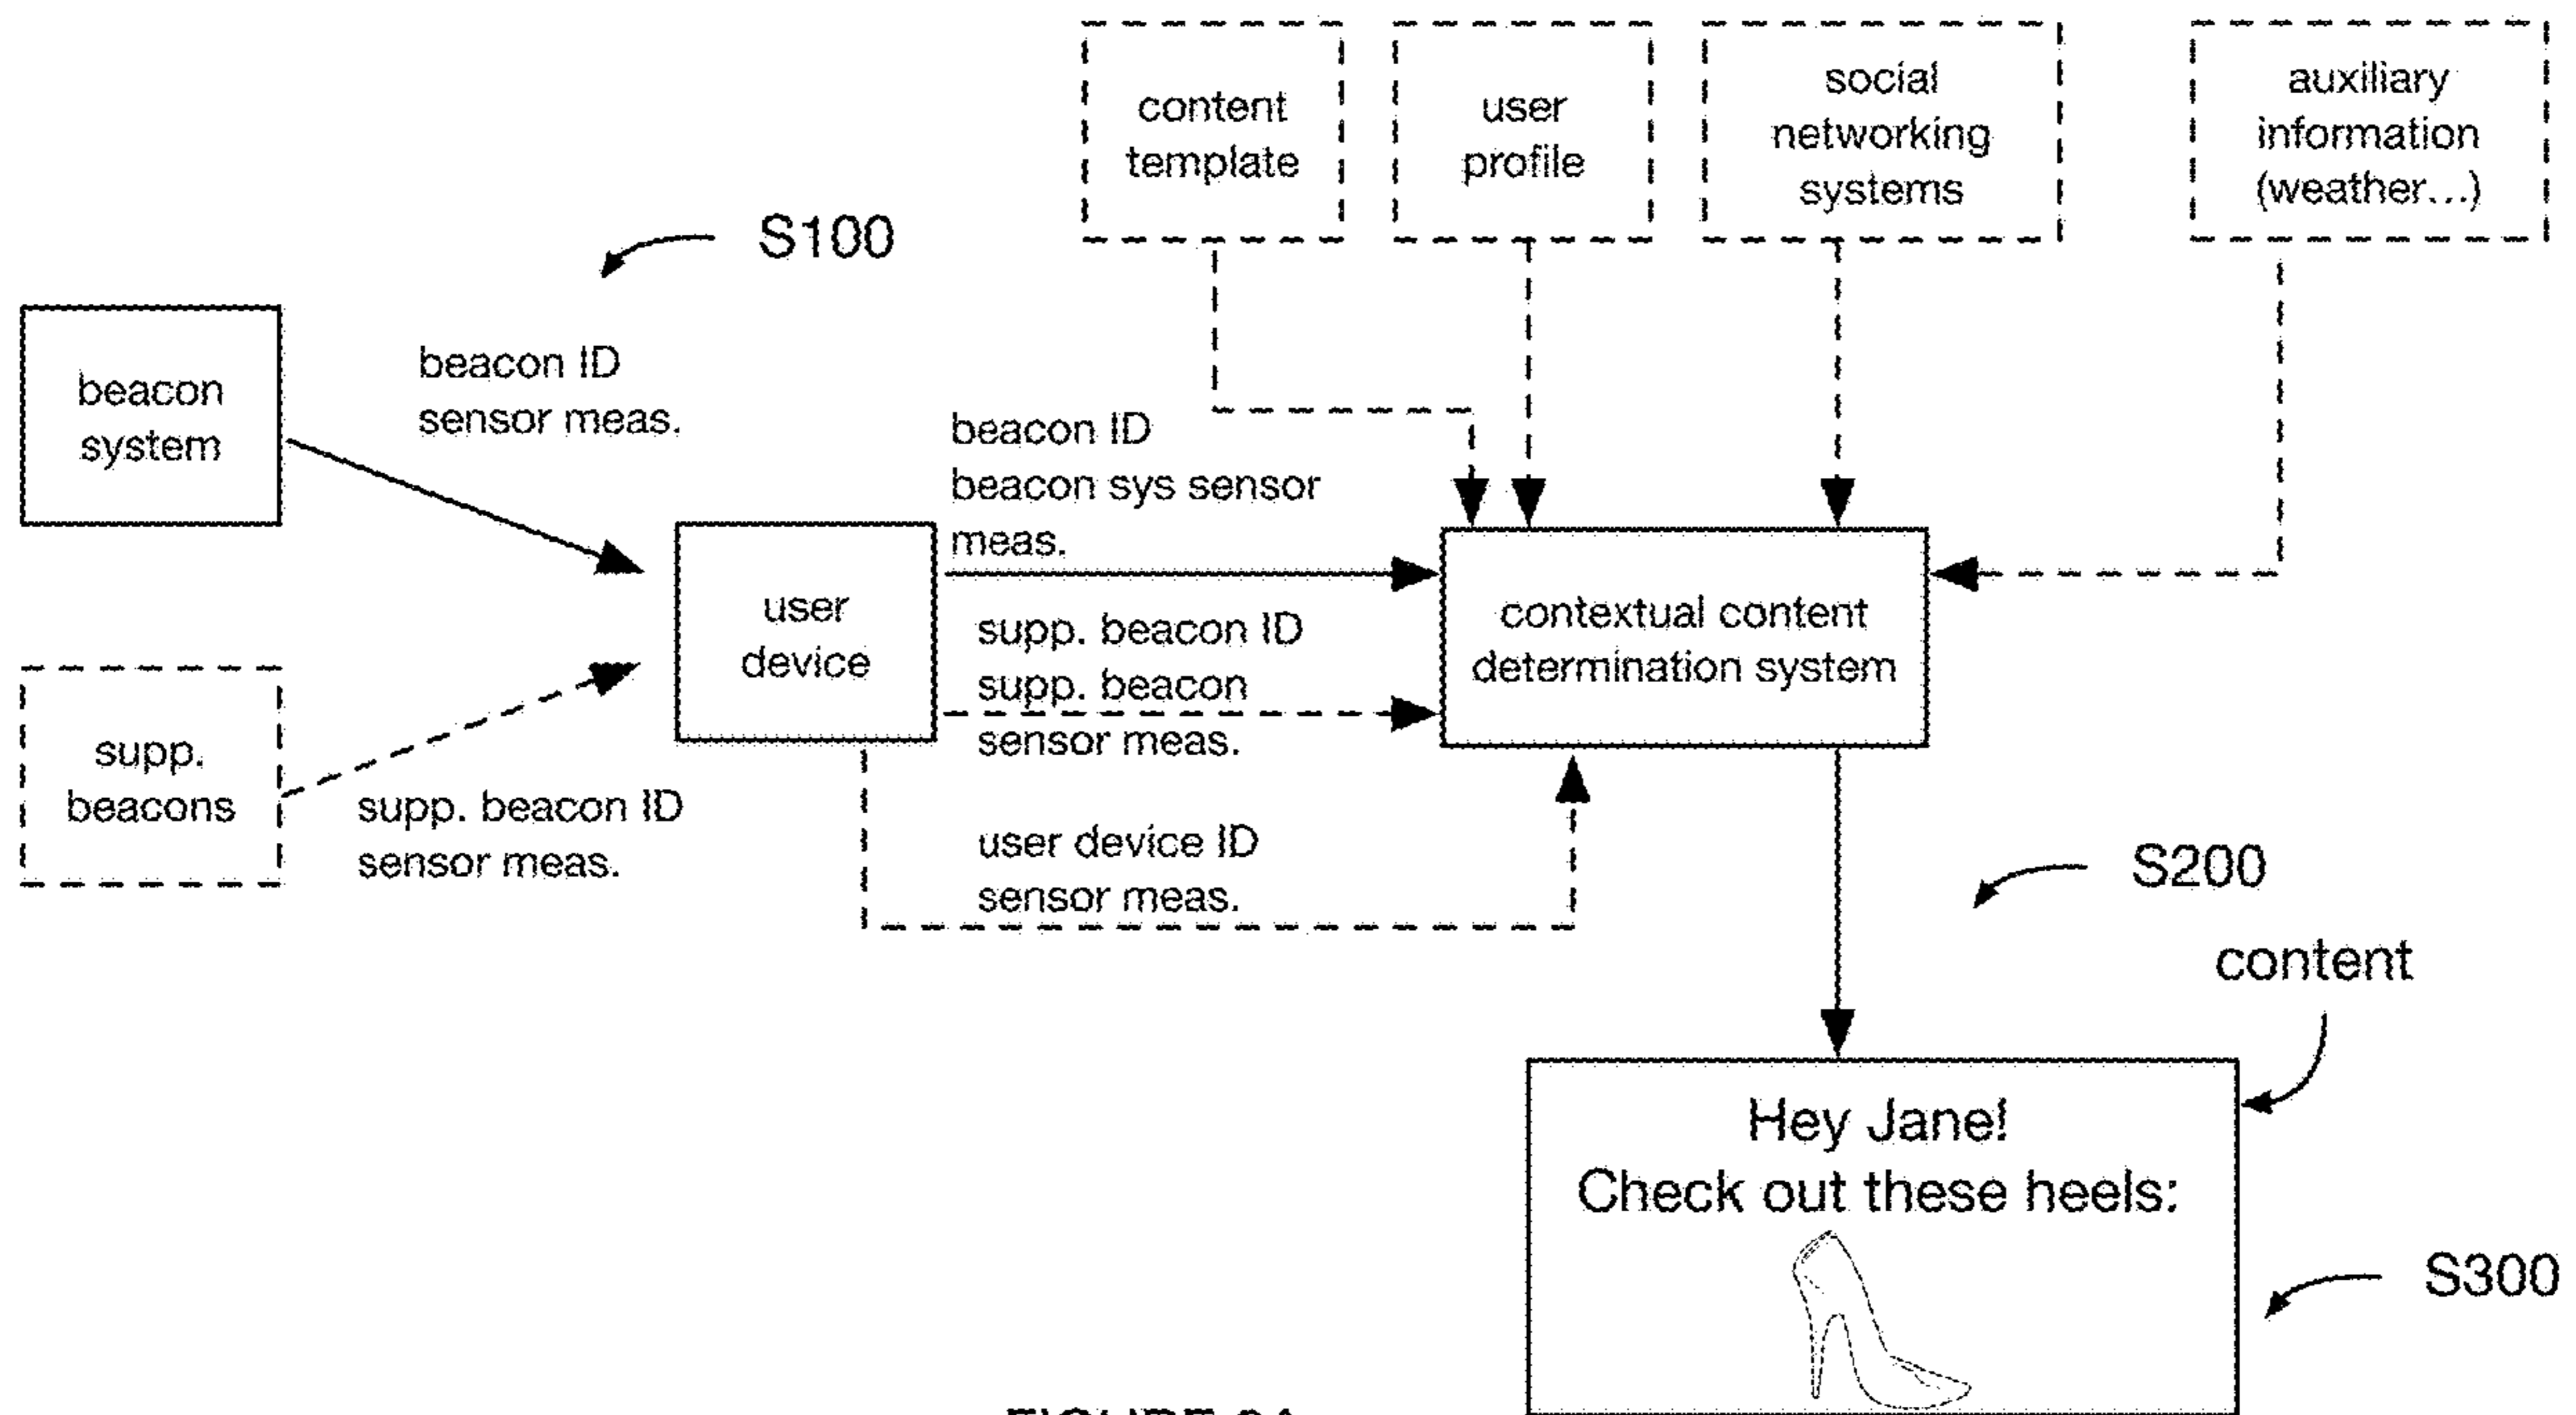 content
template
user
profile
social
networking
systems
auxiliary
information
(weather...)
S100
beacon
system
beacon ID
sensor meas.
beacon ID
beacon sys sensor
meas.
user
device
supp. beacon ID
supp. beacon
sensor meas.
contextual content
determination system
supp.
beacons
supp. beacon ID
sensor meas.
user device ID
sensor meas.
S200
content
Hey Jane!
Check out these heels:
S300